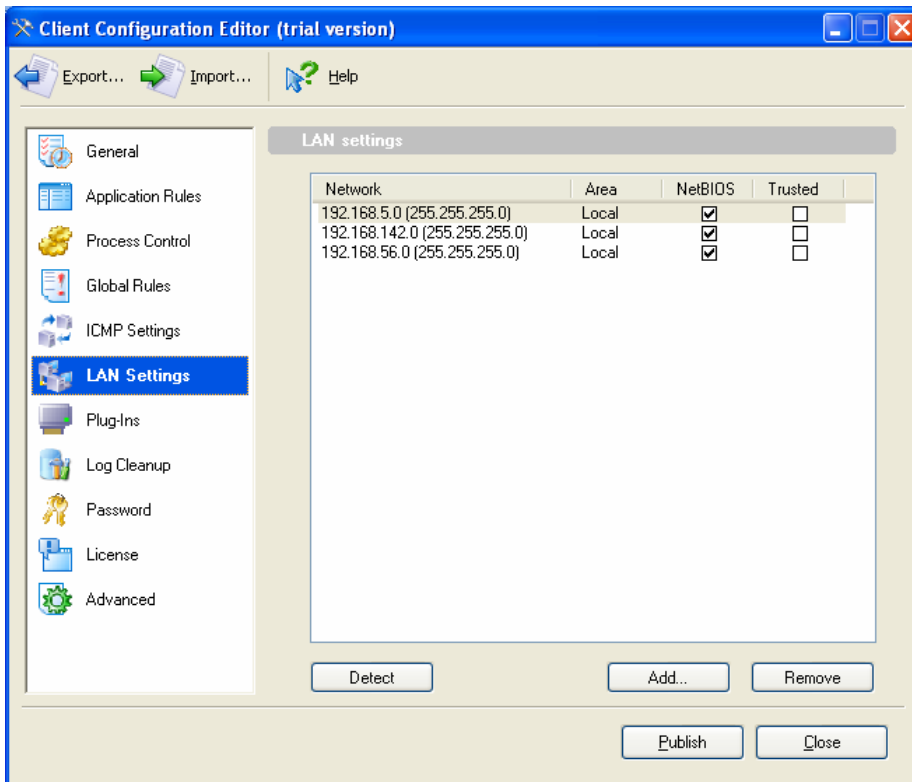 Client Configuration Editor (trial version)
Export... Import... Help
General
Application Rules
Process Control
Global Rules
ICMP Settings
LAN Settings
Plug-Ins
Log Cleanup
Password
License
Advanced
LAN settings
Network Area NetBIOS Trusted
192.168.5.0 (255.255.255.0) Local
192.168.142.0 (255.255.255.0) Local
192.168.56.0 (255.255.255.0) Local
Detect Add... Remove
Publish Close